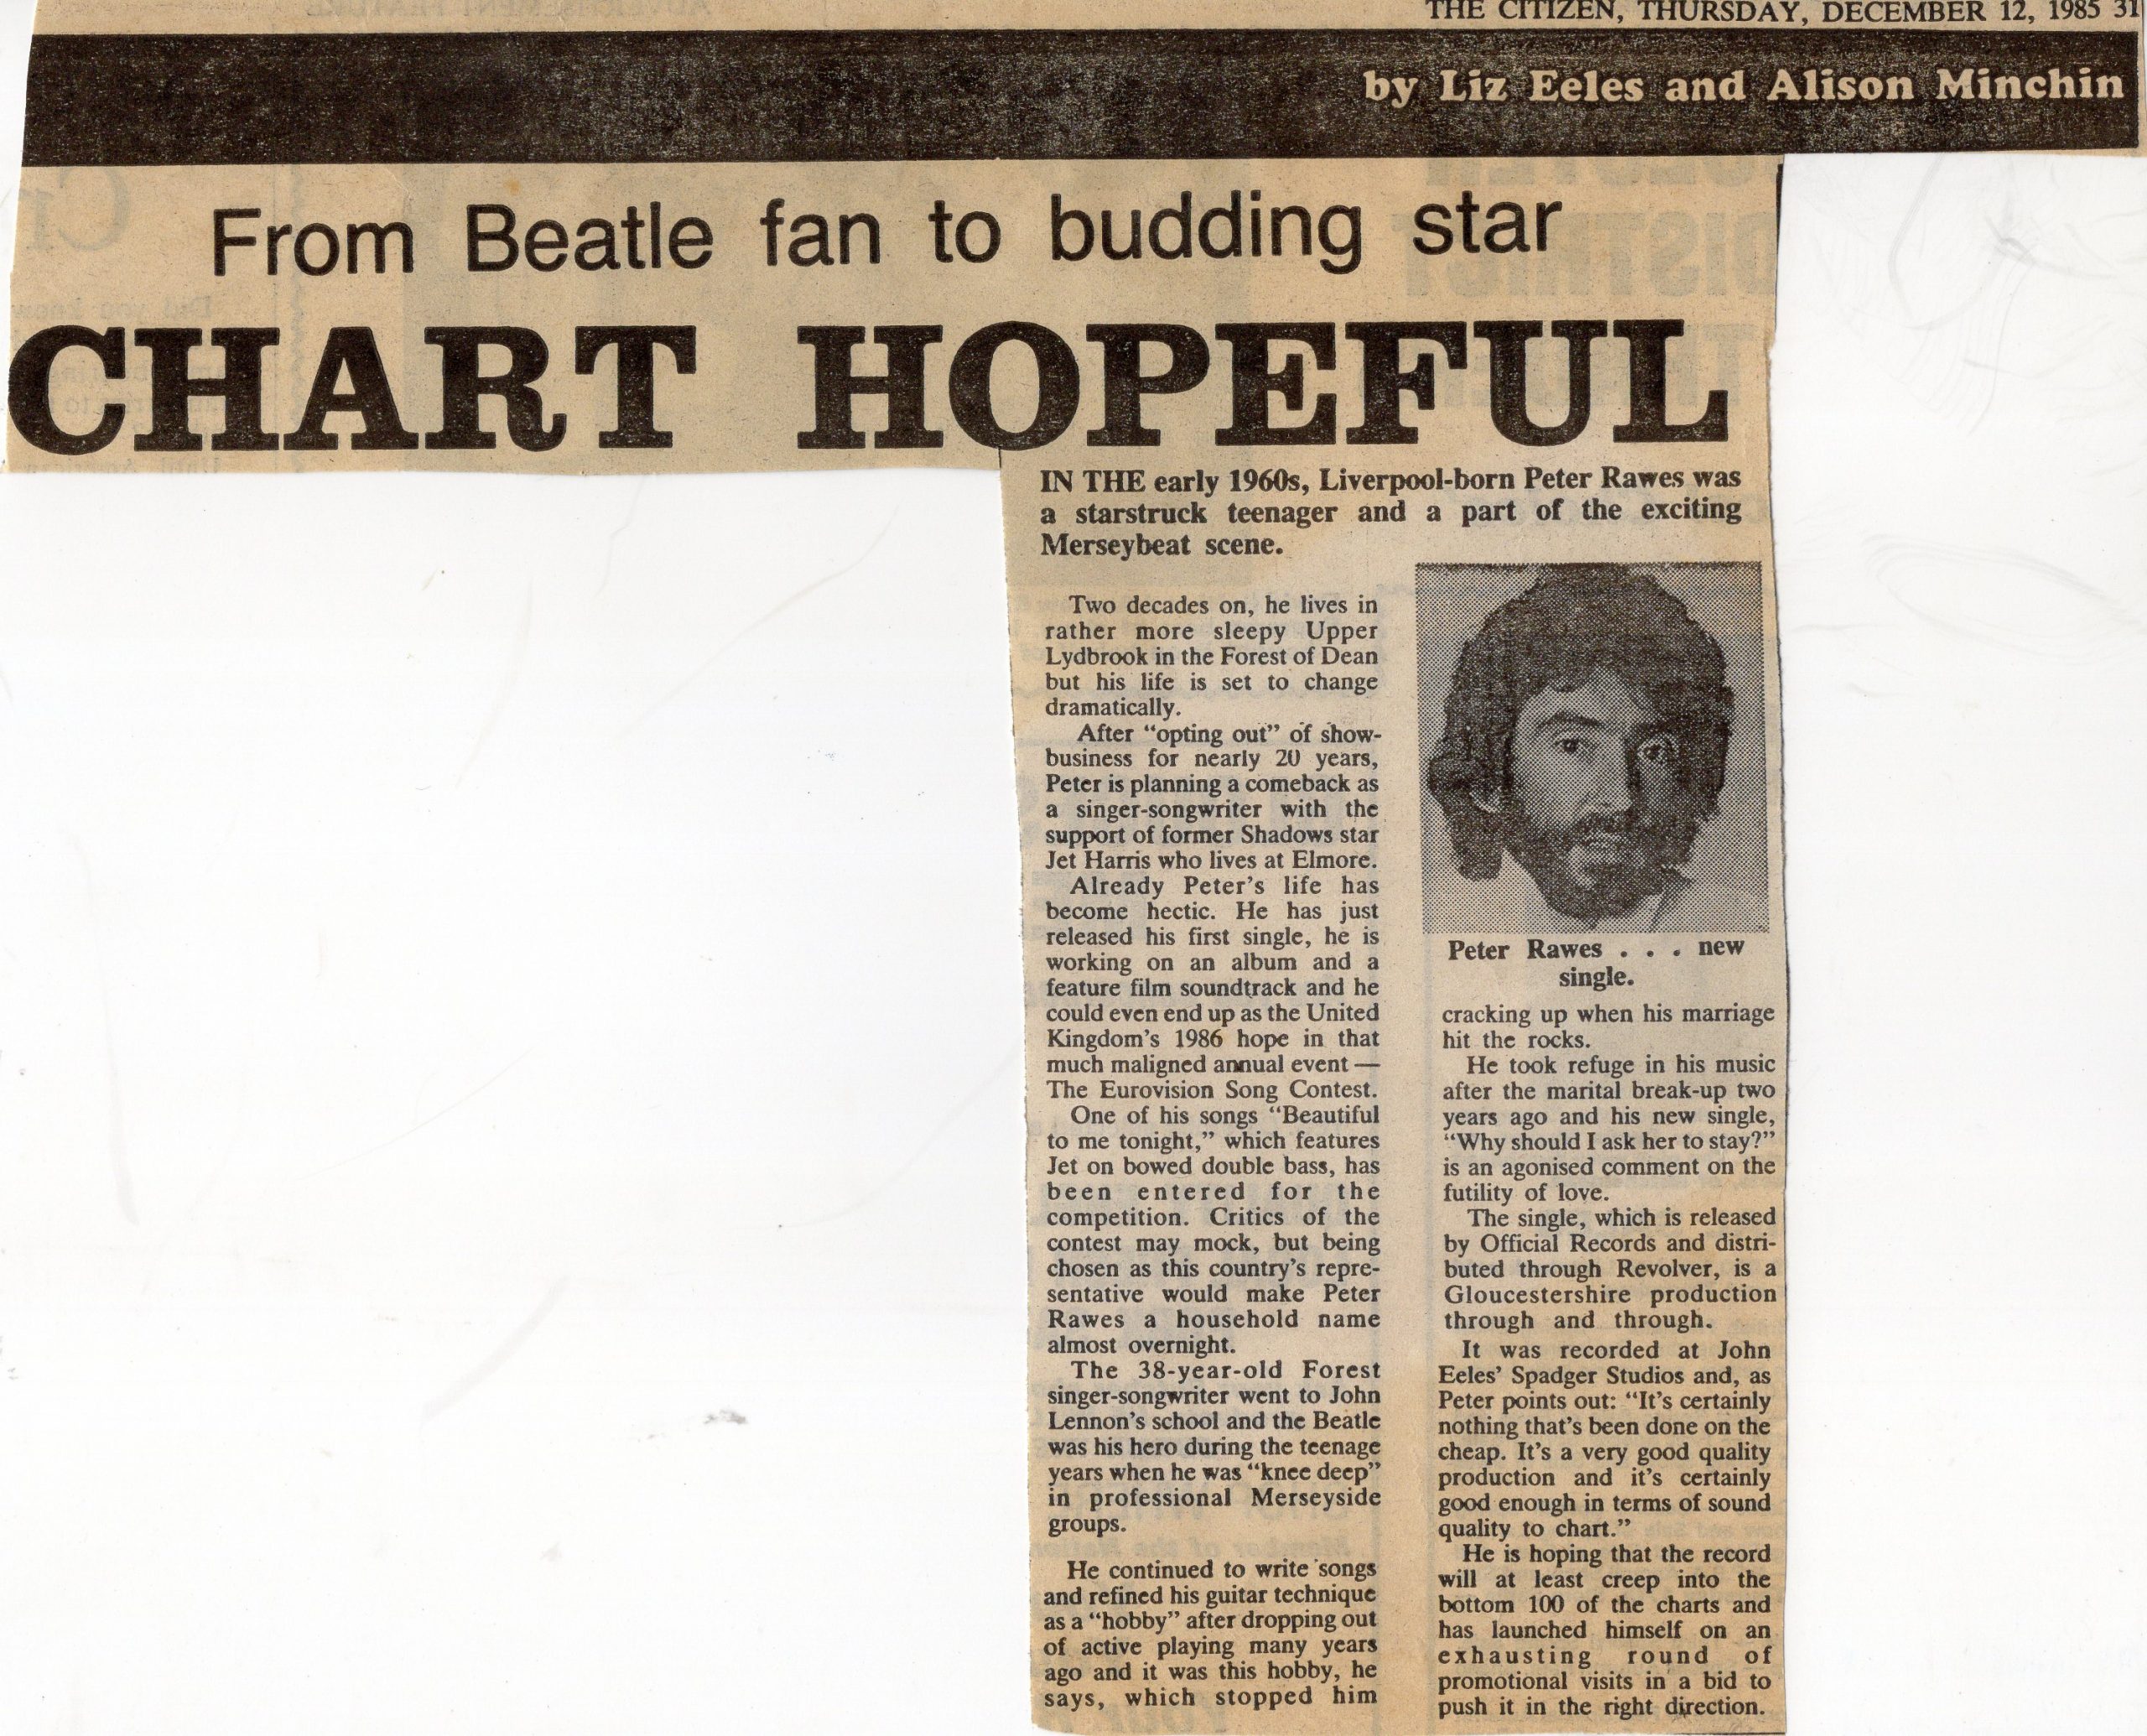 THE CITIZEN, THURSDAY, DECEMBER 12, 1985 31
by Liz Eeles and Alison Minchin
From Beatle fan to budding star
CHART HOPEFUL
IN THE early 1960s, Liverpool-born Peter Rawes was
a starstruck teenager and a part of the exciting
Merseybeat scene.
Two decades on, he lives in
rather more sleepy Upper
Lydbrook in the Forest of Dean
but his life is set to change
dramatically.
After “opting out” of show-
business for nearly 20 years,
Peter is planning a comeback as
a singer-songwriter with the
support of former Shadows star
Jet Harris who lives at Elmore.
Already Peter's life has
become hectic. He has just
released his first single, he is
working on an album and a
feature film soundtrack and he
could even end up as the United
Kingdom's 1986 hope in that
much maligned annual event —
The Eurovision Song Contest.
One of his songs “Beautiful
to me tonight,” which features
Jet on bowed double bass, has
been entered for the
competition. Critics of the
contest may mock, but being
chosen as this country's repre-
sentative would make Peter
Rawes a household name
almost overnight.
The 38-year-old Forest
singer-songwriter went to John
Lennon's school and the Beatle
was his hero during the teenage
years when he was “knee deep”
in professional Merseyside
groups.
He continued to write songs
and refined his guitar technique
as a “hobby” after dropping out
of active playing many years
ago and it was this hobby, he
says, which stopped him
Peter Rawes . . . new
single.
cracking up when his marriage
hit the rocks.
He took refuge in his music
after the marital break-up two
years ago and his new single,
“Why should I ask her to stay?”
is an agonised comment on the
futility of love.
The single, which is released
by Official Records and distri-
buted through Revolver, is a
Gloucestershire production
through and through.
It was recorded at John
Eeles' Spadger Studios and, as
Peter points out: “It's certainly
nothing that's been done on the
cheap. It's a very good quality
production and it's certainly
good enough in terms of sound
quality to chart.”
He is hoping that the record
will at least creep into the
bottom 100 of the charts and
has launched himself on an
exhausting round of
promotional visits in a bid to
push it in the right direction.